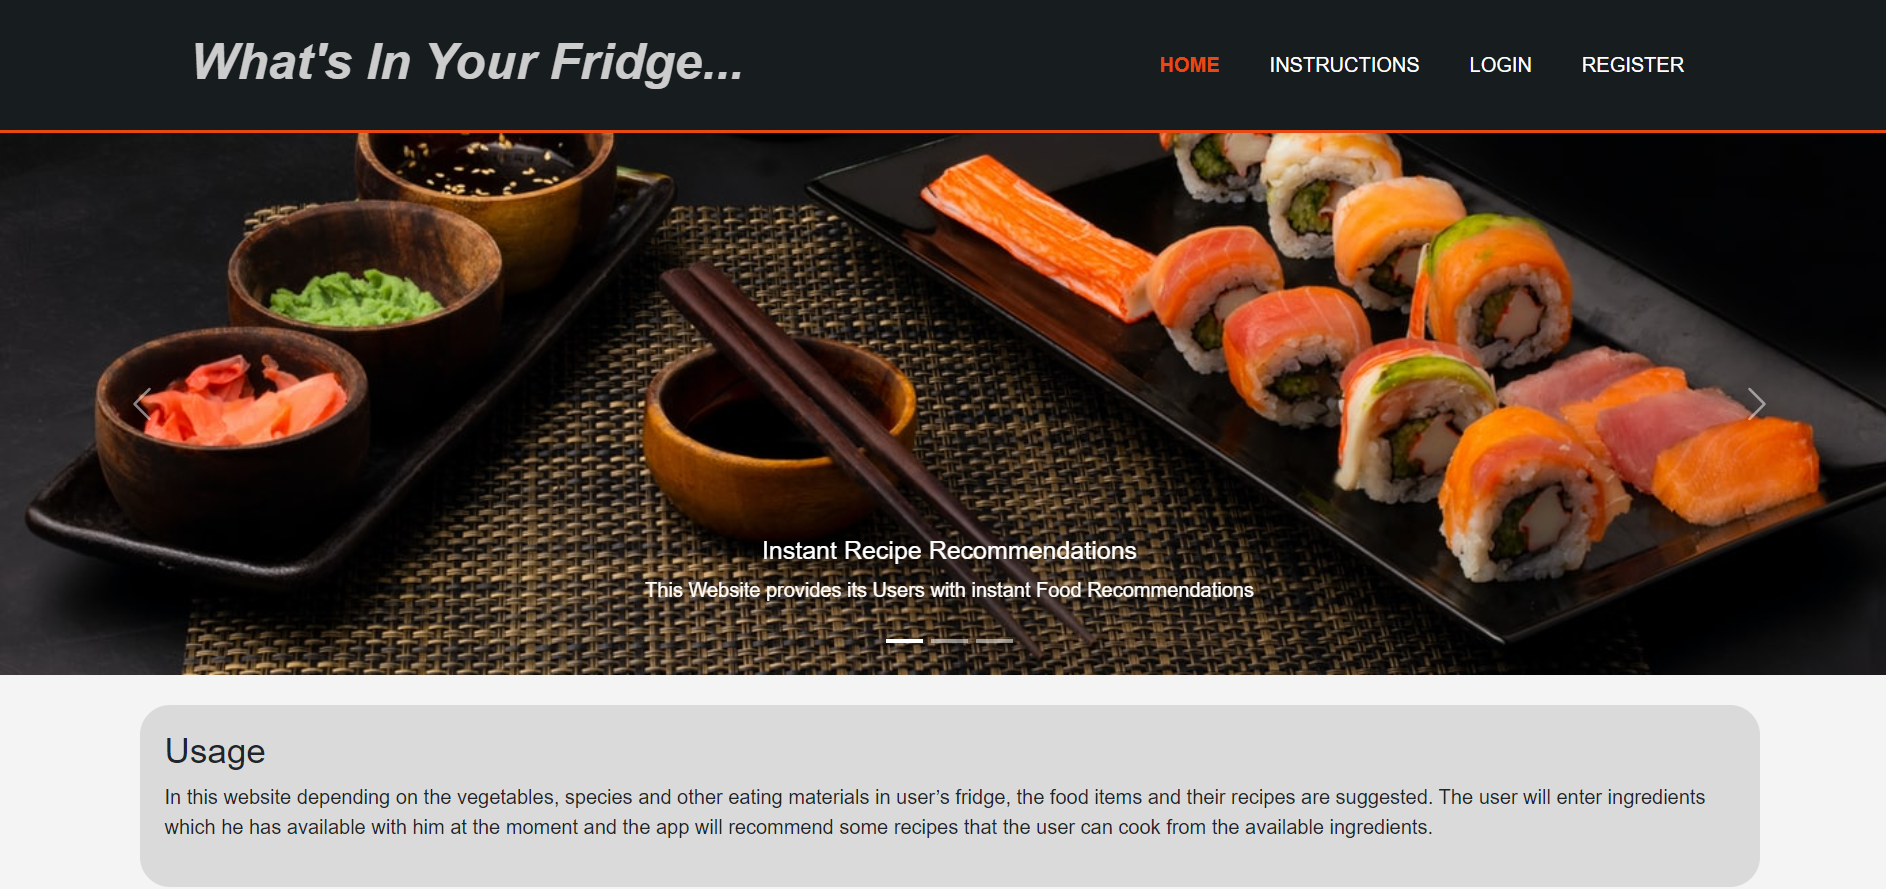 What's In Your Fridge...
HOME
INSTRUCTIONS
LOGIN
REGISTER
Instant Recipe Recommendations
This Website provides its Users with instant Food Recommendations
Usage
In this website depending on the vegetables, species and other eating materials in user’s fridge, the food items and their recipes are suggested. The user will enter ingredients
which he has available with him at the moment and the app will recommend some recipes that the user can cook from the available ingredients.